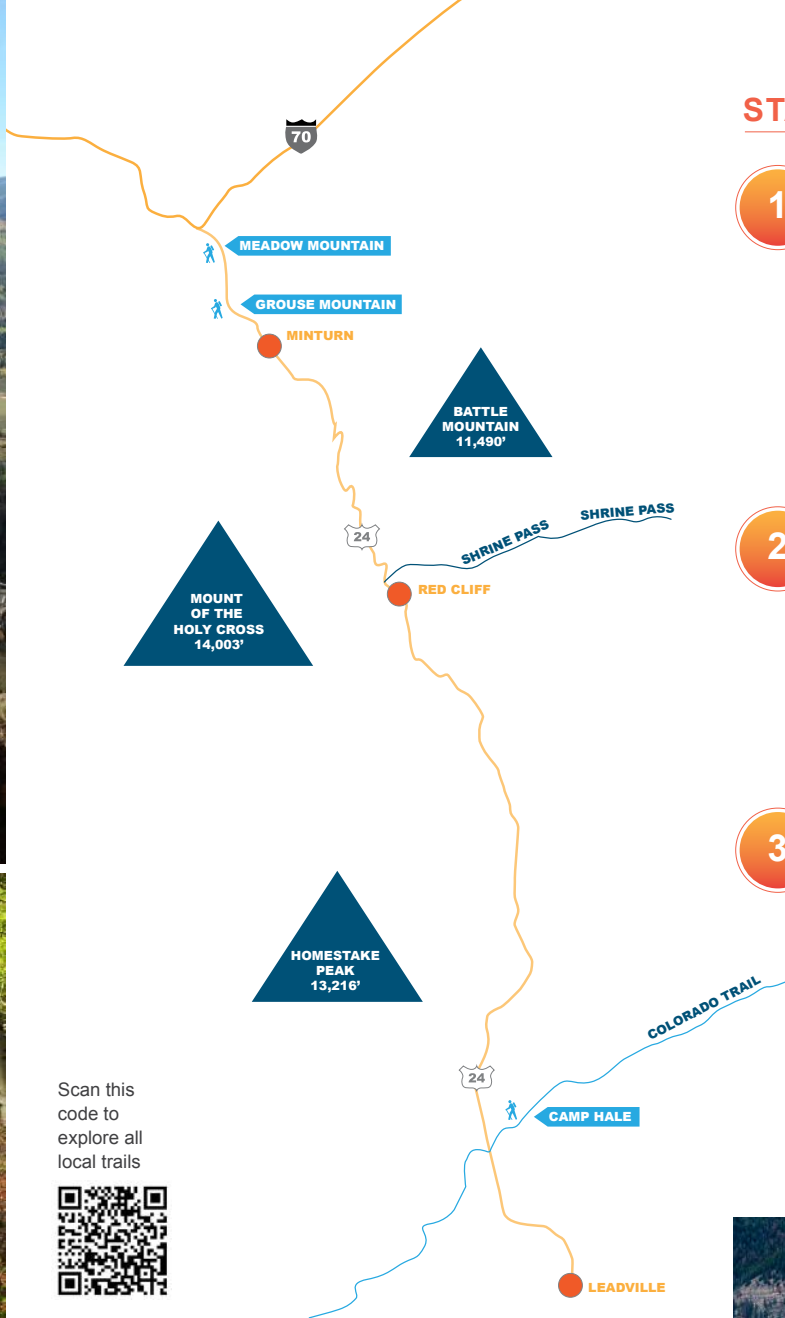 70
MEADOW MOUNTAIN
GROUSE MOUNTAIN
MINTURN
BATTLE
MOUNTAIN
11,490’
SHRINE PASS
SHRINE PASS
24
RED CLIFF
MOUNT
OF THE
HOLY CROSS
14,003’
HOMESTAKE
PEAK
13,216’
COLORADO TRAIL
24
CAMP HALE
LEADVILLE
Scan this
code to
explore all
local trails
1
2
3